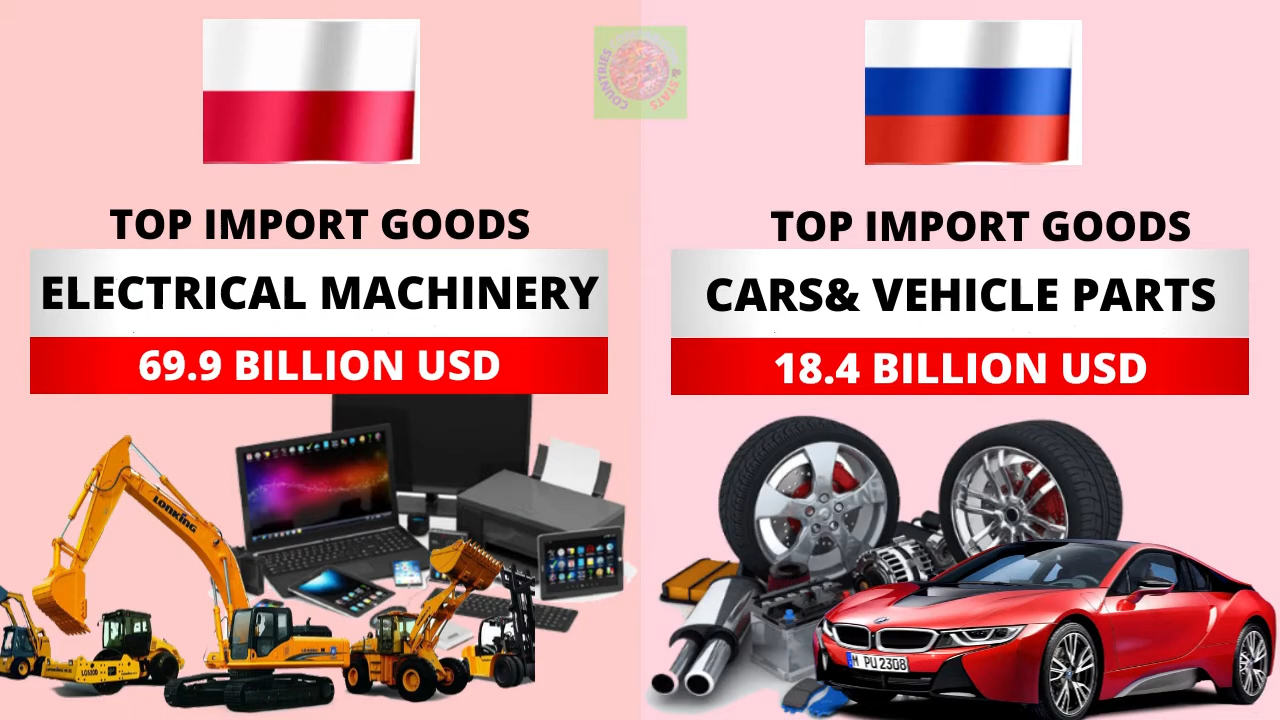 COUNTRIES
& STATS
TOP IMPORT GOODS
ELECTRICAL MACHINERY
69.9 BILLION USD
LONKING
TOP IMPORT GOODS
CARS& VEHICLE PARTS
18.4 BILLION USD
M PU 2308